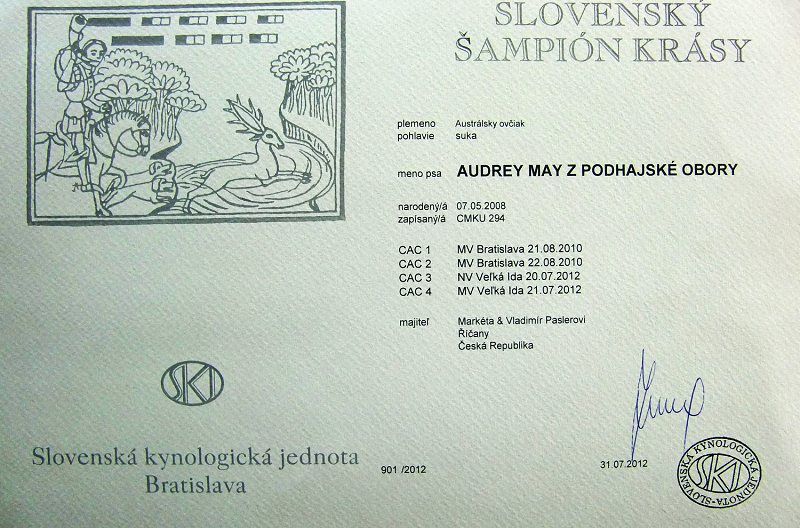 SLOVENSKÝ
ŠAMPIÓN KRÁSY
plemeno Austrálsky ovčiak
pohlavie suka
meno psa AUDREY MAY Z PODHAJSKÉ OBORY
narodený/á 07.05.2008
zapísaný/á CMKU 294
CAC 1 MV Bratislava 21.08.2010
CAC 2 MV Bratislava 22.08.2010
CAC 3 NV Veľká Ida 20.07.2012
CAC 4 MV Veľká Ida 21.07.2012
majiteľ Markéta & Vladimír Paslerovi
Říčany
Česká Republika
SKJ
Slovenská kynologická jednota
Bratislava
901 /2012
31.07.2012
SLOVENSKÁ KYNOLOGICKÁ JEDNOTA
SKJ